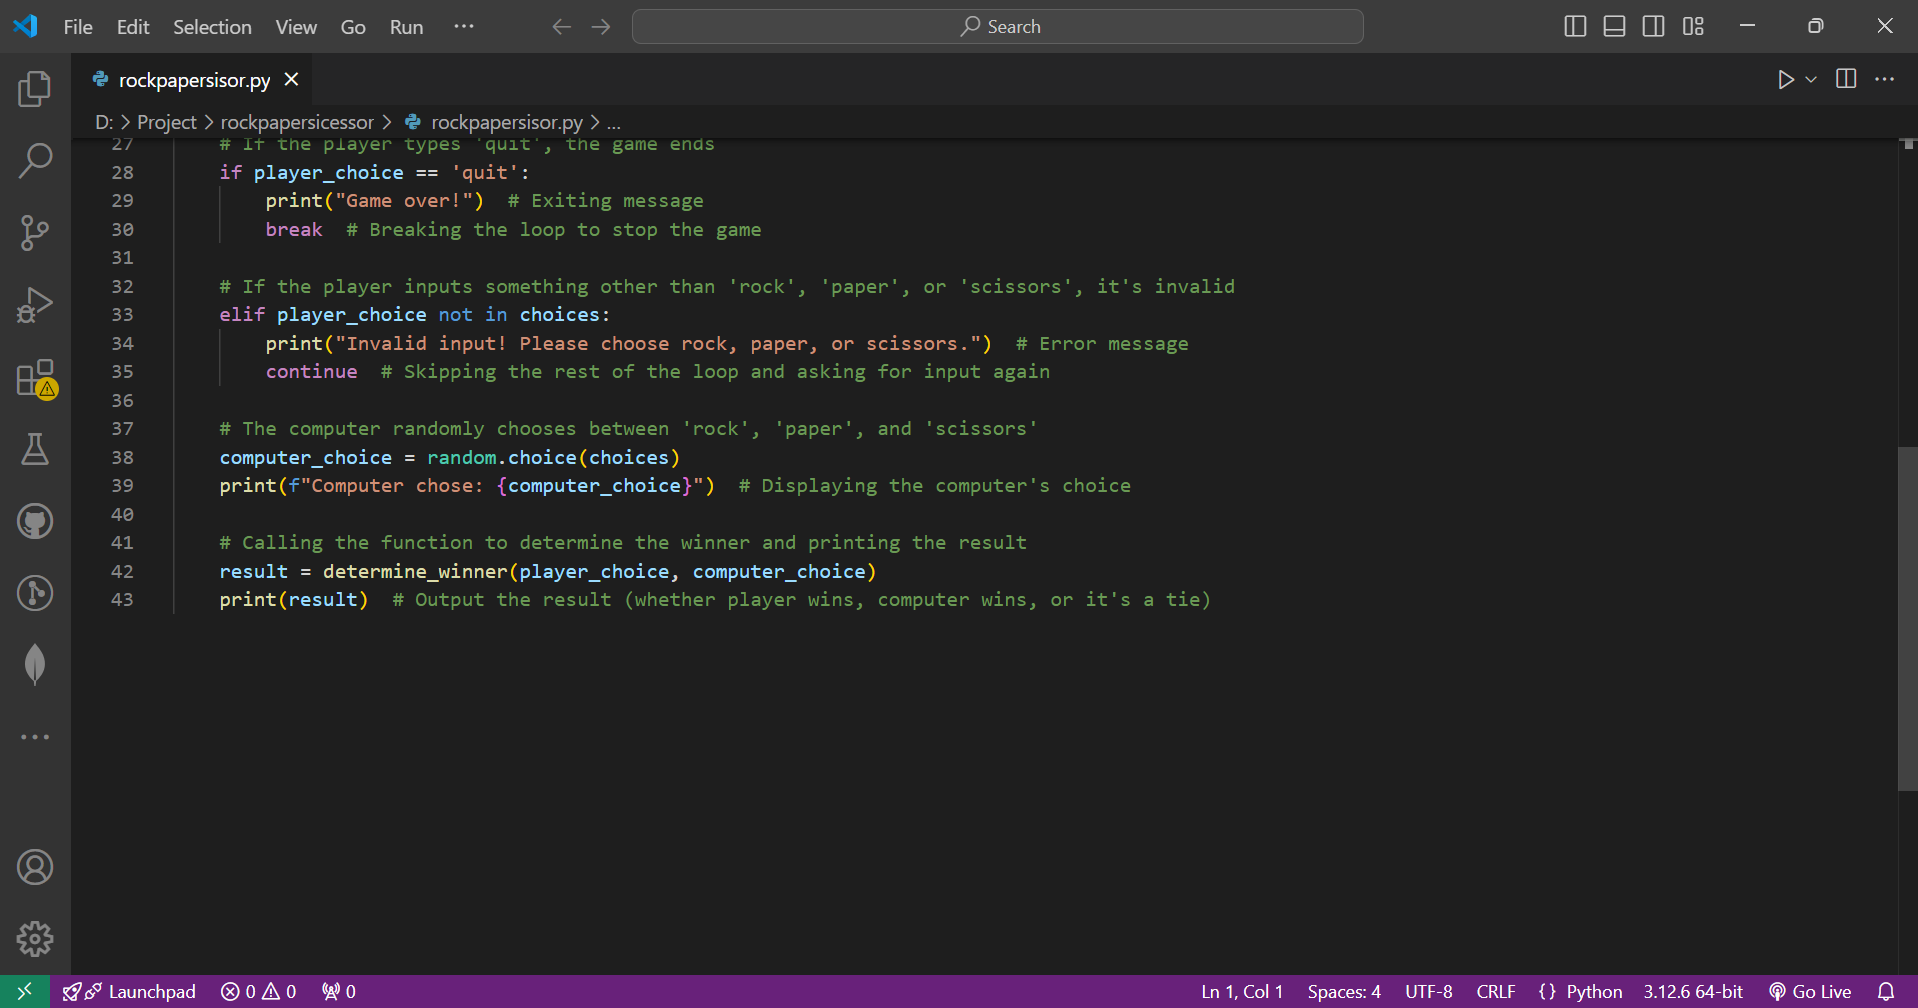 File Edit Selection View Go Run ··· Search
rockpapersisor.py
D: > Project > rockpapersicessor > rockpapersisor.py > ...
27 # If the player types 'quit', the game ends
28 if player_choice == 'quit':
29 print("Game over!")  # Exiting message
30 break  # Breaking the loop to stop the game
31
32 # If the player inputs something other than 'rock', 'paper', or 'scissors', it's invalid
33 elif player_choice not in choices:
34 print("Invalid input! Please choose rock, paper, or scissors.")  # Error message
35 continue  # Skipping the rest of the loop and asking for input again
36
37 # The computer randomly chooses between 'rock', 'paper', and 'scissors'
38 computer_choice = random.choice(choices)
39 print(f"Computer chose: {computer_choice}")  # Displaying the computer's choice
40
41 # Calling the function to determine the winner and printing the result
42 result = determine_winner(player_choice, computer_choice)
43 print(result)  # Output the result (whether player wins, computer wins, or it's a tie)
Launchpad 0 0 0 Ln 1, Col 1 Spaces: 4 UTF-8 CRLF {} Python 3.12.6 64-bit Go Live